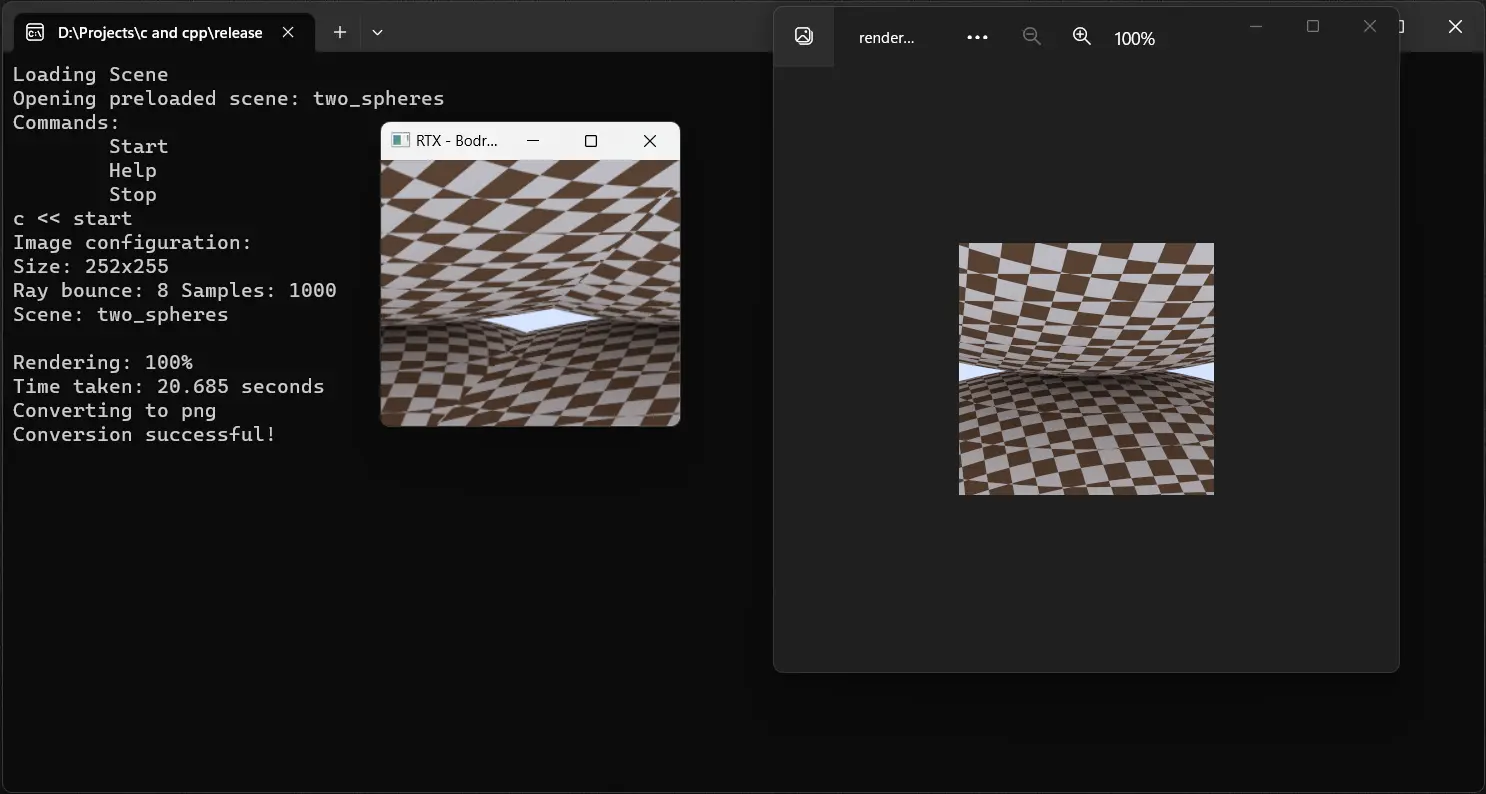 D:\Projects\c and cpp\release
Loading Scene
Opening preloaded scene: two_spheres
Commands:
Start
Help
Stop
c << start
Image configuration:
Size: 252x255
Ray bounce: 8 Samples: 1000
Scene: two_spheres
Rendering: 100%
Time taken: 20.685 seconds
Converting to png
Conversion successful!
RTX - Bodr...
render...
100%